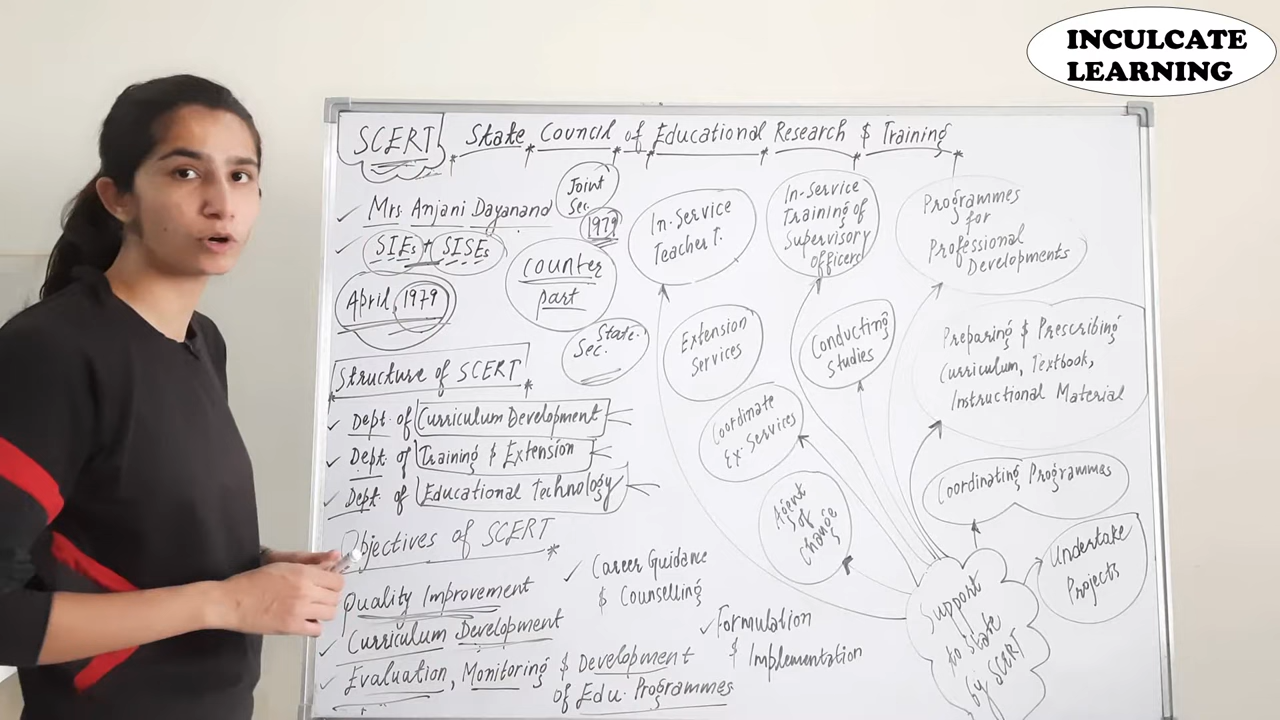 INCULCATE
LEARNING
SCERT
State Council of Educational Research & Training
Mrs. Anjani Dayanand
Joint
Sec.
1979
SIEs + SISEs
counter
part
April, 1979
State.
Sec.
Structure of SCERT
Dept. of Curriculum Development
Dept. of Training & Extension
Dept. of Educational Technology
Objectives of SCERT
Quality Improvement
Curriculum Development
Evaluation, Monitoring & Development
of Edu. Programmes
Career Guidance
& Counselling
Formulation
& Implementation
In-Service
Teacher T.
In-Service
Training of
Supervisory
officers
Programmes
for
Professional
Developments
Extension
Services
Conducting
Studies
Preparing & Prescribing
Curriculum, Textbook,
Instructional Material
Coordinate
Ex. Services
Agent
of
Change
Coordinating Programmes
Undertake
Projects
Support
to State
by SCERT